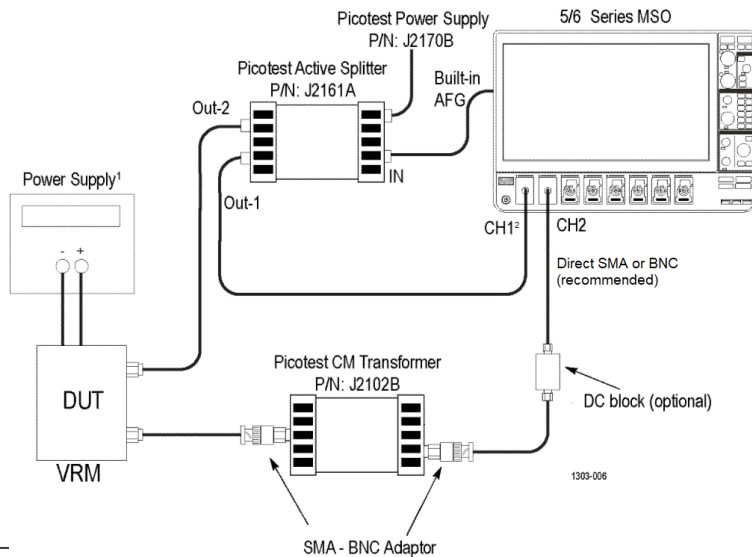 Picotest Power Supply
P/N: J2170B
5/6 Series MSO
Picotest Active Splitter
P/N: J2161A
Built-in
AFG
Out-2
IN
Power Supply¹
Out-1
CH1²
CH2
Direct SMA or BNC
(recommended)
- +
Picotest CM Transformer
P/N: J2102B
DUT
DC block (optional)
VRM
1303-006
SMA - BNC Adaptor